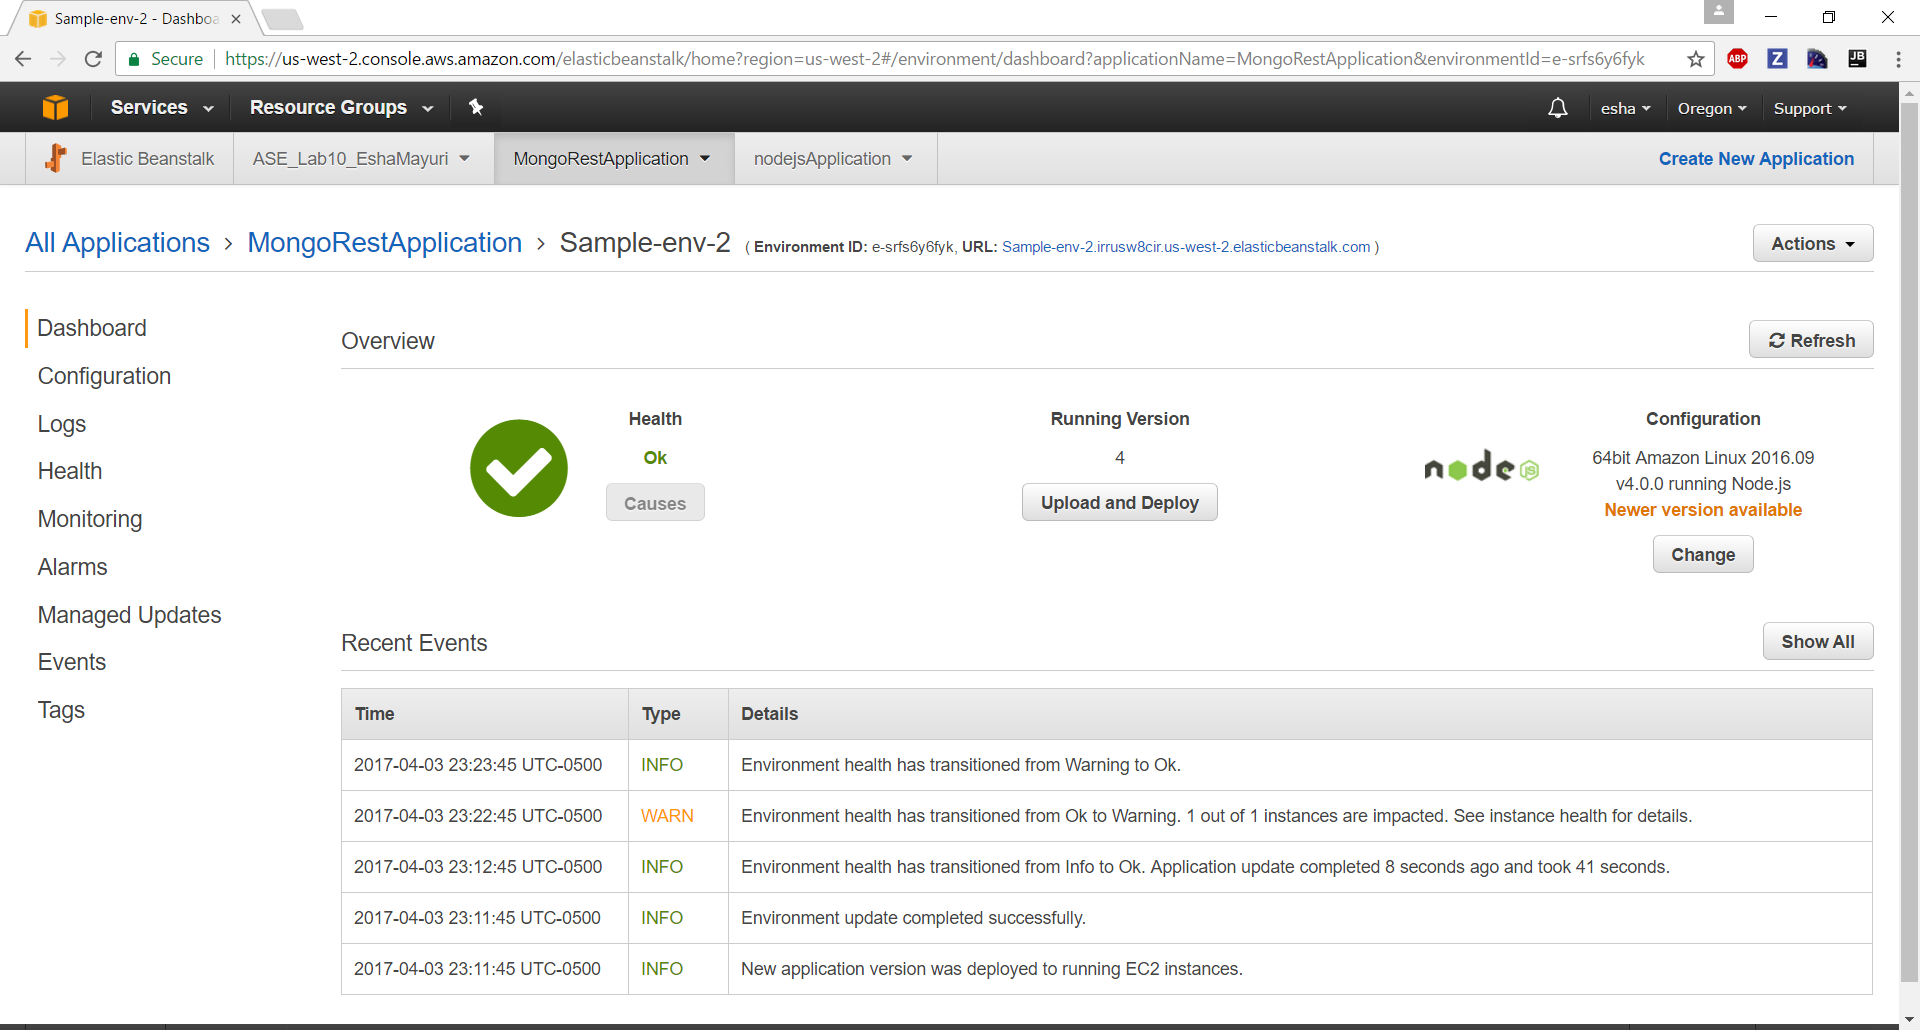 Sample-env-2 - Dashboa
Secure https://us-west-2.console.aws.amazon.com/elasticbeanstalk/home?region=us-west-2#/environment/dashboard?applicationName=MongoRestApplication&environmentId=e-srfs6y6fyk ABP Z JB
Services Resource Groups esha Oregon Support
Elastic Beanstalk ASE_Lab10_EshaMayuri MongoRestApplication nodejsApplication Create New Application
All Applications › MongoRestApplication › Sample-env-2 ( Environment ID: e-srfs6y6fyk, URL: Sample-env-2.irrusw8cir.us-west-2.elasticbeanstalk.com ) Actions
Dashboard
Configuration
Logs
Health
Monitoring
Alarms
Managed Updates
Events
Tags
Overview Refresh
Health
Ok
Causes
Running Version
4
Upload and Deploy
node JS
Configuration
64bit Amazon Linux 2016.09
v4.0.0 running Node.js
Newer version available
Change
Recent Events Show All
Time Type Details
2017-04-03 23:23:45 UTC-0500 INFO Environment health has transitioned from Warning to Ok.
2017-04-03 23:22:45 UTC-0500 WARN Environment health has transitioned from Ok to Warning. 1 out of 1 instances are impacted. See instance health for details.
2017-04-03 23:12:45 UTC-0500 INFO Environment health has transitioned from Info to Ok. Application update completed 8 seconds ago and took 41 seconds.
2017-04-03 23:11:45 UTC-0500 INFO Environment update completed successfully.
2017-04-03 23:11:45 UTC-0500 INFO New application version was deployed to running EC2 instances.